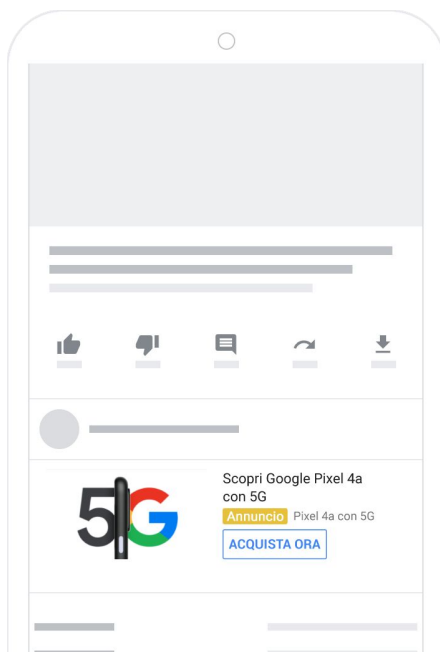 5G
Scopri Google Pixel 4a
con 5G
Annuncio Pixel 4a con 5G
ACQUISTA ORA